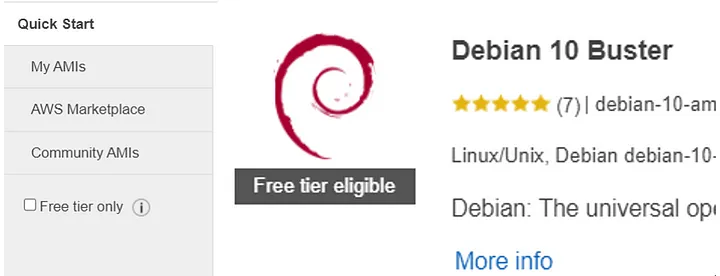 Quick Start
My AMIs
AWS Marketplace
Community AMIs
Free tier only
Free tier eligible
Debian 10 Buster
(7) | debian-10-am
Linux/Unix, Debian debian-10-
Debian: The universal ope
More info